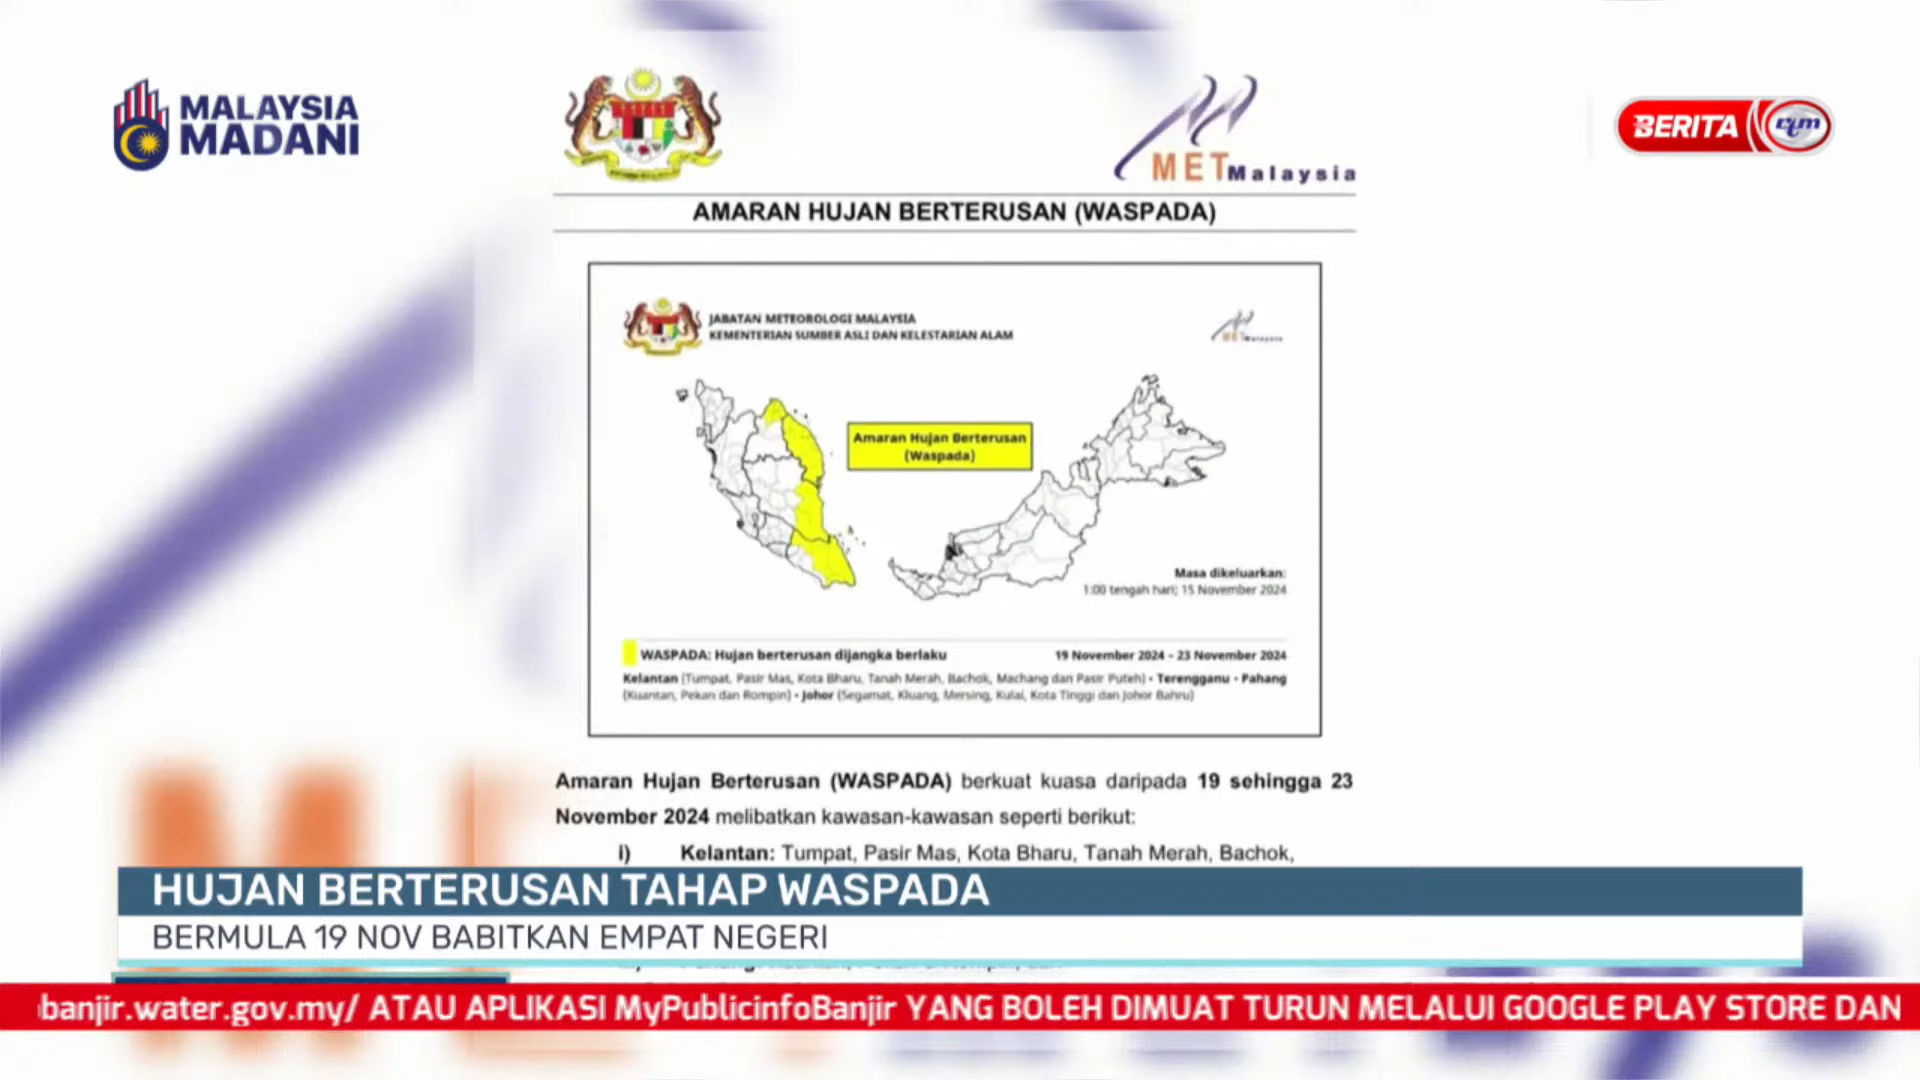 MALAYSIA
MADANI
METMalaysia
BERITA rtm
AMARAN HUJAN BERTERUSAN (WASPADA)
JABATAN METEOROLOGI MALAYSIA
KEMENTERIAN SUMBER ASLI DAN KELESTARIAN ALAM
METMalaysia
Amaran Hujan Berterusan
(Waspada)
Masa dikeluarkan:
1:00 tengah hari; 15 November 2024
WASPADA: Hujan berterusan dijangka berlaku 19 November 2024 – 23 November 2024
Kelantan (Tumpat, Pasir Mas, Kota Bharu, Tanah Merah, Bachok, Machang dan Pasir Puteh) • Terengganu • Pahang
(Kuantan, Pekan dan Rompin) • Johor (Segamat, Kluang, Mersing, Kulai, Kota Tinggi dan Johor Bahru)
Amaran Hujan Berterusan (WASPADA) berkuat kuasa daripada 19 sehingga 23
November 2024 melibatkan kawasan-kawasan seperti berikut:
i) Kelantan: Tumpat, Pasir Mas, Kota Bharu, Tanah Merah, Bachok,
HUJAN BERTERUSAN TAHAP WASPADA
BERMULA 19 NOV BABITKAN EMPAT NEGERI
banjir.water.gov.my/ ATAU APLIKASI MyPublicinfoBanjir YANG BOLEH DIMUAT TURUN MELALUI GOOGLE PLAY STORE DAN